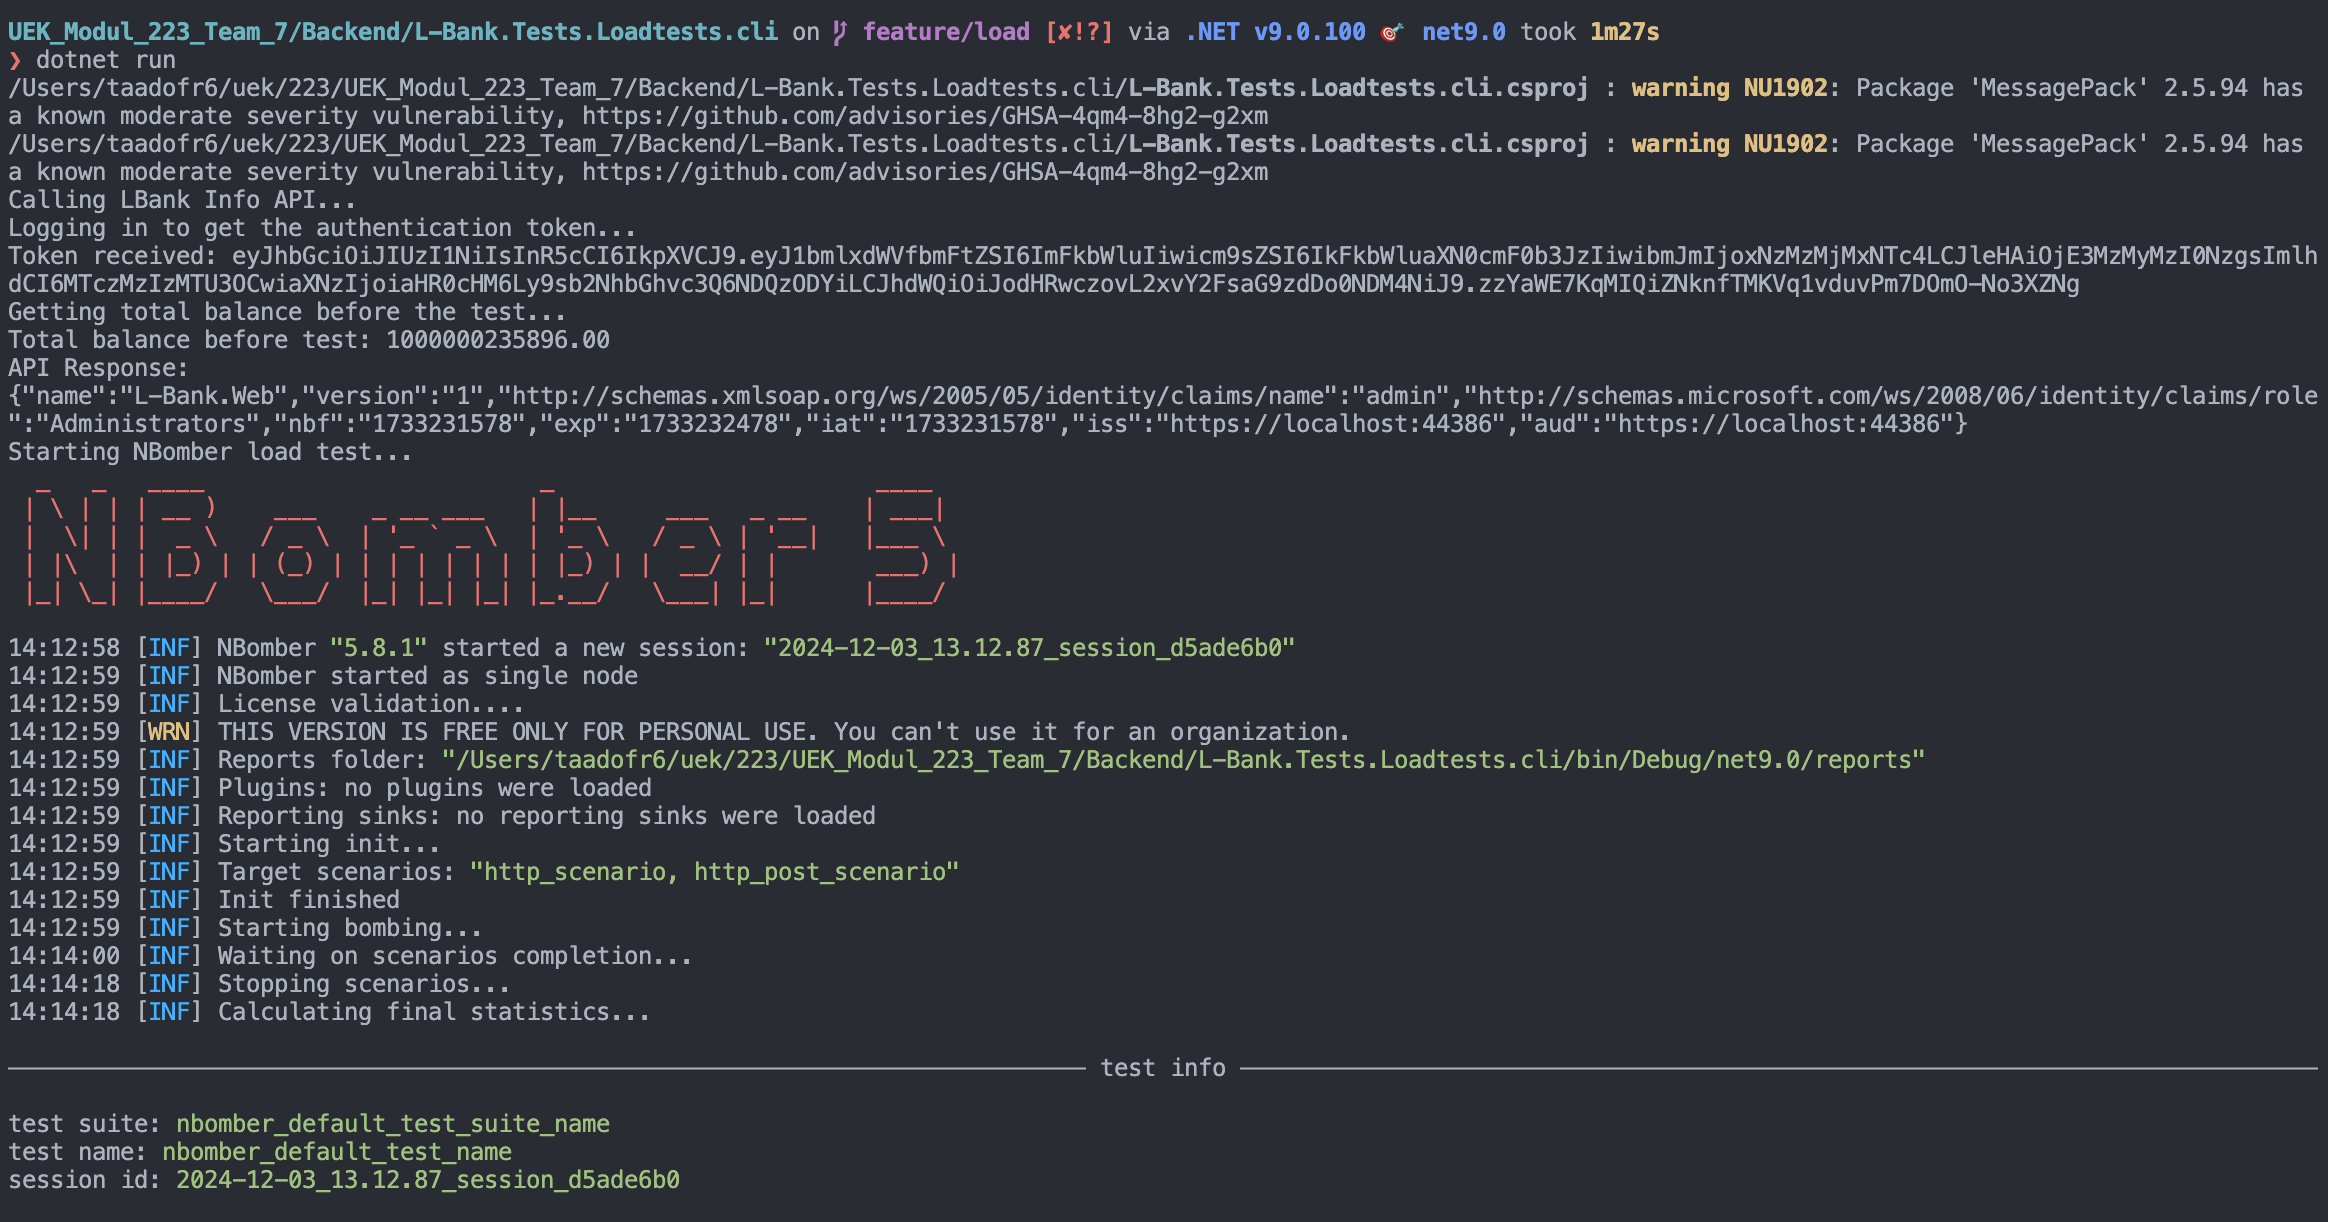 UEK_Modul_223_Team_7/Backend/L-Bank.Tests.Loadtests.cli on feature/load [✘!?] via .NET v9.0.100 🎯 net9.0 took 1m27s
❯ dotnet run
/Users/taadofr6/uek/223/UEK_Modul_223_Team_7/Backend/L-Bank.Tests.Loadtests.cli/L-Bank.Tests.Loadtests.cli.csproj : warning NU1902: Package 'MessagePack' 2.5.94 has
a known moderate severity vulnerability, https://github.com/advisories/GHSA-4qm4-8hg2-g2xm
/Users/taadofr6/uek/223/UEK_Modul_223_Team_7/Backend/L-Bank.Tests.Loadtests.cli/L-Bank.Tests.Loadtests.cli.csproj : warning NU1902: Package 'MessagePack' 2.5.94 has
a known moderate severity vulnerability, https://github.com/advisories/GHSA-4qm4-8hg2-g2xm
Calling LBank Info API...
Logging in to get the authentication token...
Token received: eyJhbGciOiJIUzI1NiIsInR5cCI6IkpXVCJ9.eyJ1bmlxdWVfbmFtZSI6ImFkbWluIiwicm9sZSI6IkFkbWluaXN0cmF0b3JzIiwibmJmIjoxNzMzMjMxNTc4LCJleHAiOjE3MzMyMzI0NzgsImlh
dCI6MTczMzIzMTU3OCwiaXNzIjoiaHR0cHM6Ly9sb2NhbGhvc3Q6NDQzODYiLCJhdWQiOiJodHRwczovL2xvY2FsaG9zdDo0NDM4NiJ9.zzYaWE7KqMIQiZNknfTMKVq1vduvPm7DOmO-No3XZNg
Getting total balance before the test...
Total balance before test: 1000000235896.00
API Response:
{"name":"L-Bank.Web","version":"1","http://schemas.xmlsoap.org/ws/2005/05/identity/claims/name":"admin","http://schemas.microsoft.com/ws/2008/06/identity/claims/role
":"Administrators","nbf":"1733231578","exp":"1733232478","iat":"1733231578","iss":"https://localhost:44386","aud":"https://localhost:44386"}
Starting NBomber load test...
NBomber 5
14:12:58 [INF] NBomber "5.8.1" started a new session: "2024-12-03_13.12.87_session_d5ade6b0"
14:12:59 [INF] NBomber started as single node
14:12:59 [INF] License validation....
14:12:59 [WRN] THIS VERSION IS FREE ONLY FOR PERSONAL USE. You can't use it for an organization.
14:12:59 [INF] Reports folder: "/Users/taadofr6/uek/223/UEK_Modul_223_Team_7/Backend/L-Bank.Tests.Loadtests.cli/bin/Debug/net9.0/reports"
14:12:59 [INF] Plugins: no plugins were loaded
14:12:59 [INF] Reporting sinks: no reporting sinks were loaded
14:12:59 [INF] Starting init...
14:12:59 [INF] Target scenarios: "http_scenario, http_post_scenario"
14:12:59 [INF] Init finished
14:12:59 [INF] Starting bombing...
14:14:00 [INF] Waiting on scenarios completion...
14:14:18 [INF] Stopping scenarios...
14:14:18 [INF] Calculating final statistics...
test info
test suite: nbomber_default_test_suite_name
test name: nbomber_default_test_name
session id: 2024-12-03_13.12.87_session_d5ade6b0